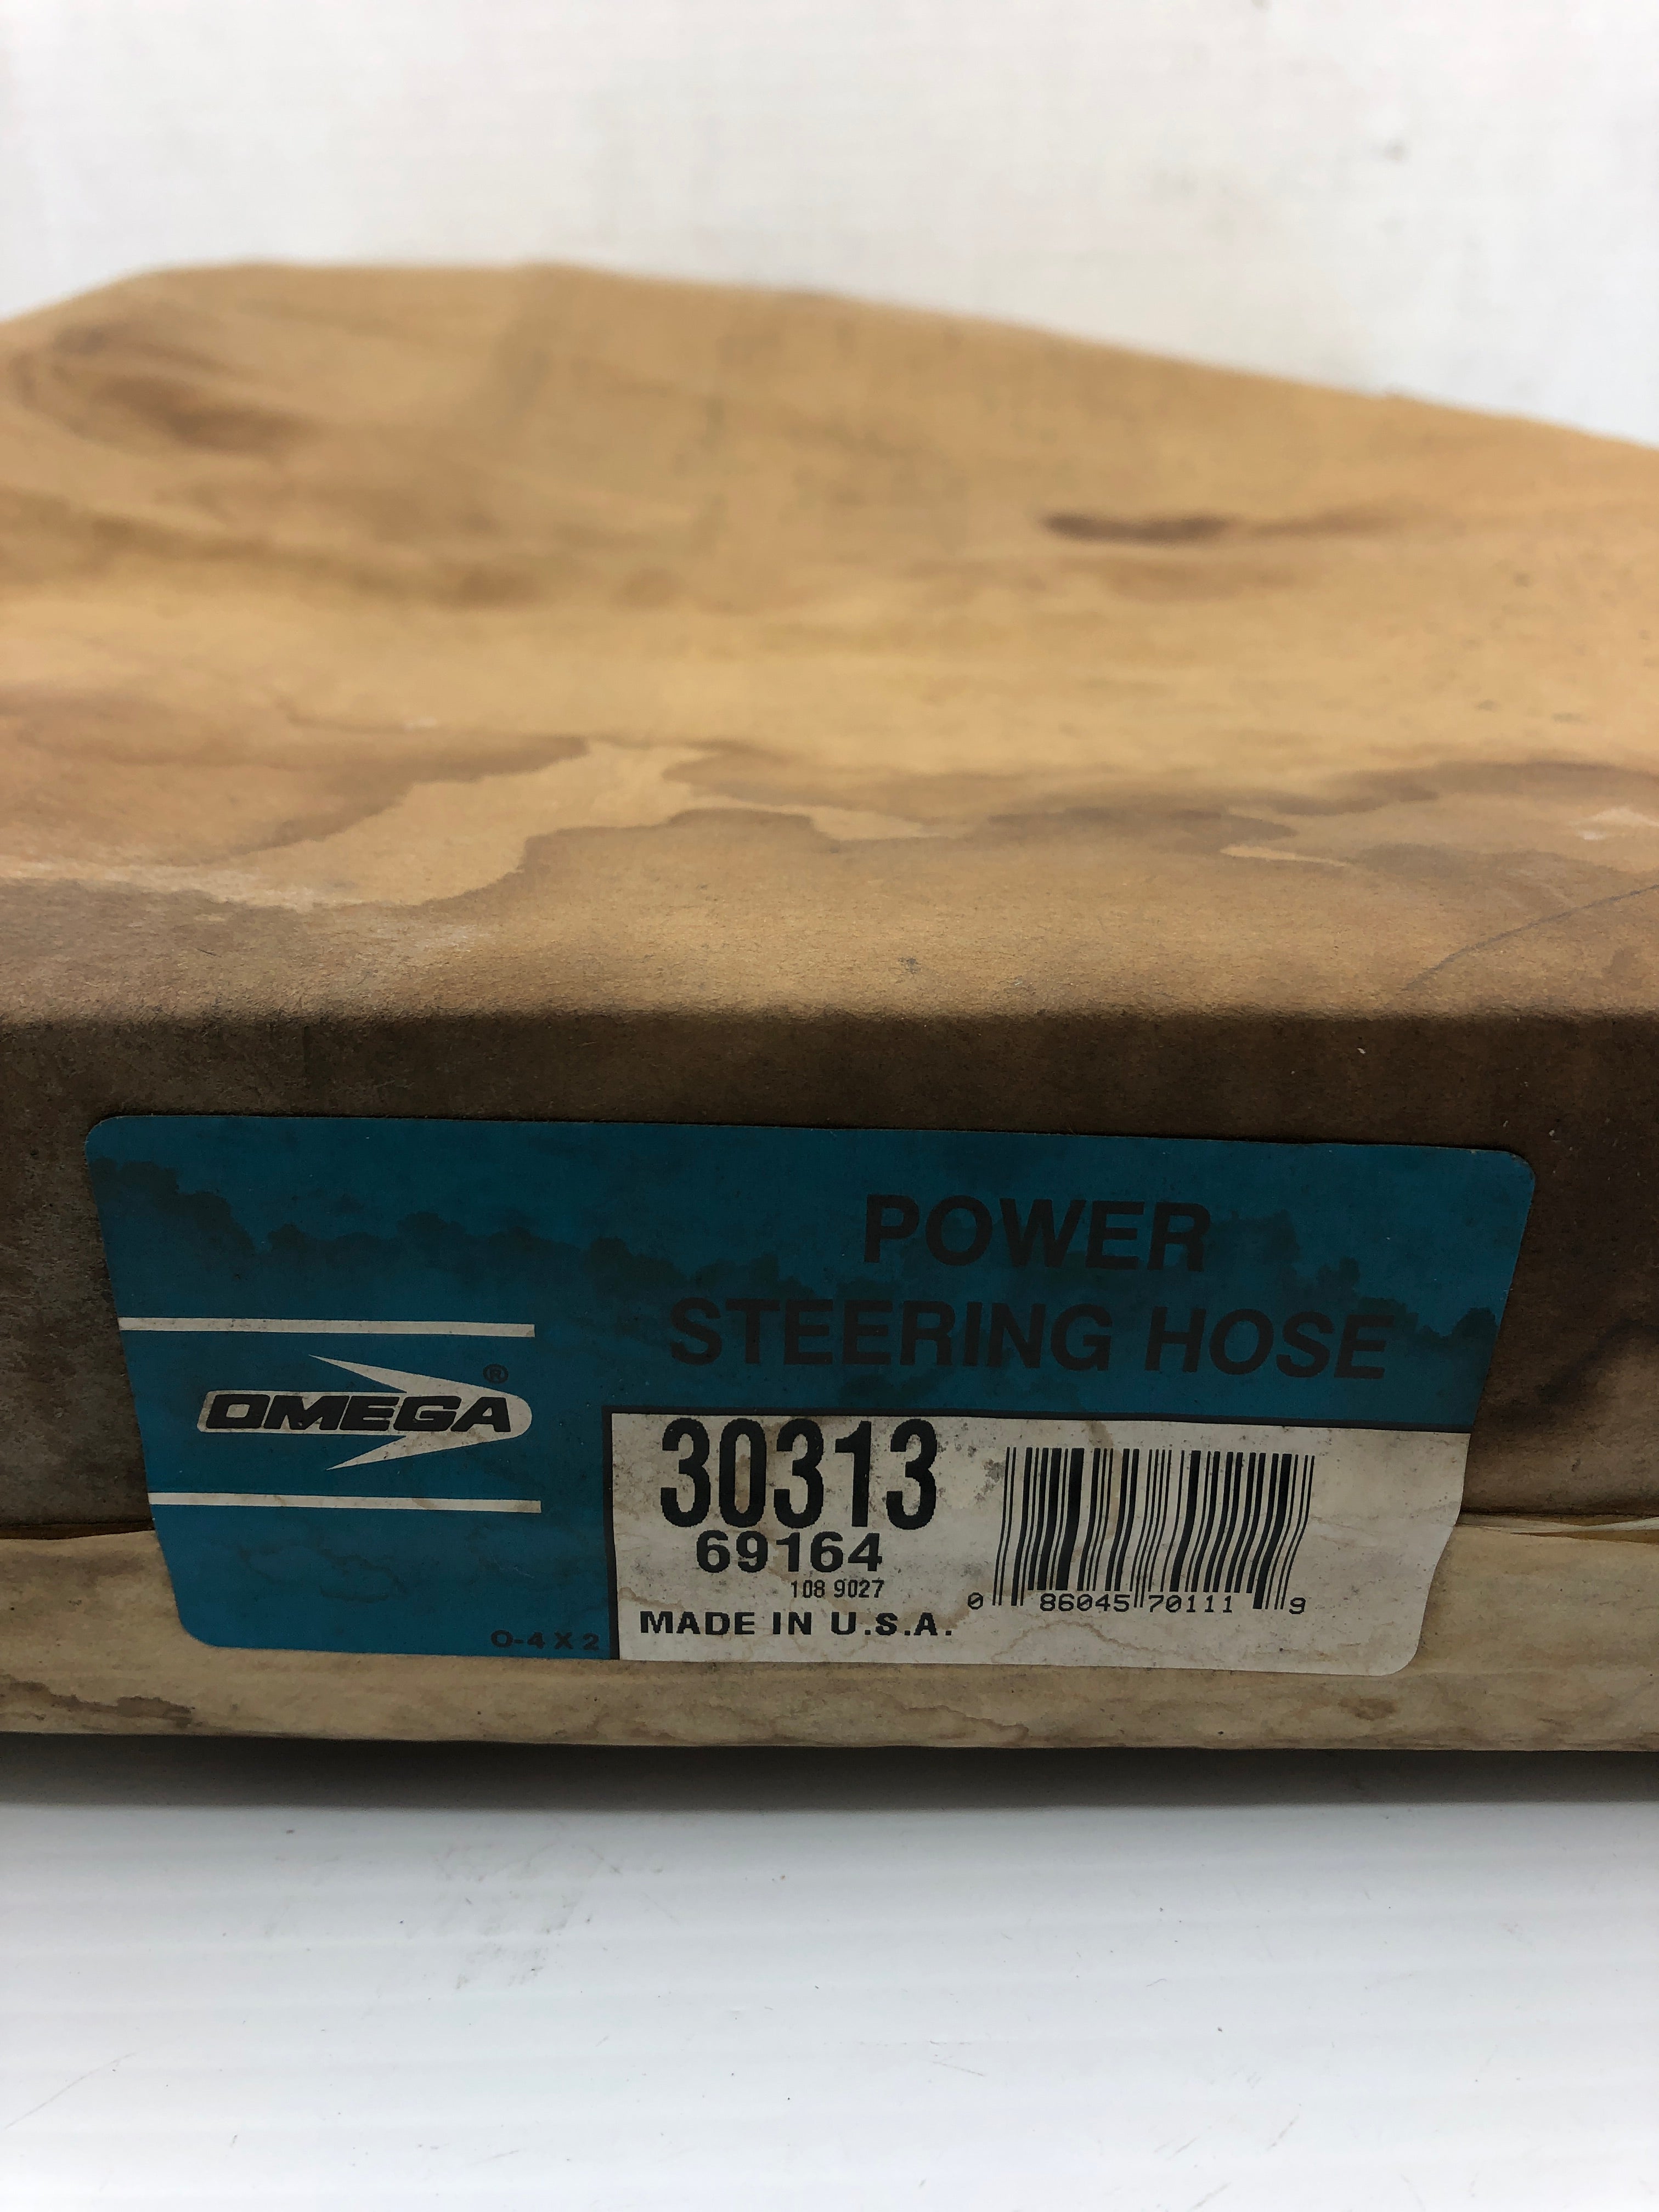 POWER
STEERING HOSE
OMEGA®
30313
69164
108 9027
MADE IN U.S.A.
0 86045 70111 9
O-4 X 2